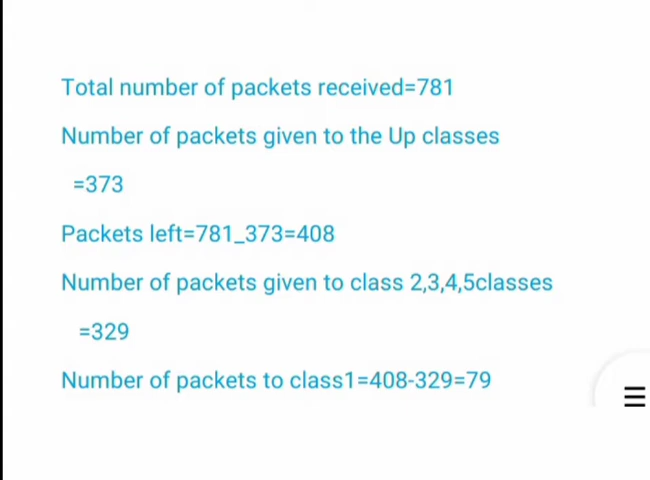 Total number of packets received=781
Number of packets given to the Up classes
=373
Packets left=781_373=408
Number of packets given to class 2,3,4,5classes
=329
Number of packets to class1=408-329=79